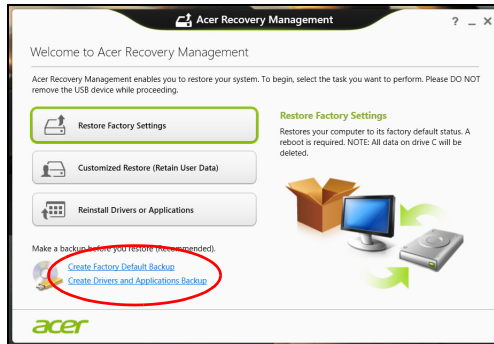 Acer Recovery Management
Welcome to Acer Recovery Management
Acer Recovery Management enables you to restore your system. To begin, select the task you want to perform. Please DO NOT
remove the USB device while proceeding.
Restore Factory Settings
Customized Restore (Retain User Data)
Reinstall Drivers or Applications
Restore Factory Settings
Restores your computer to its factory default status. A
reboot is required. NOTE: All data on drive C will be
deleted.
Make a backup before you restore (Recommended).
Create Factory Default Backup
Create Drivers and Applications Backup
acer